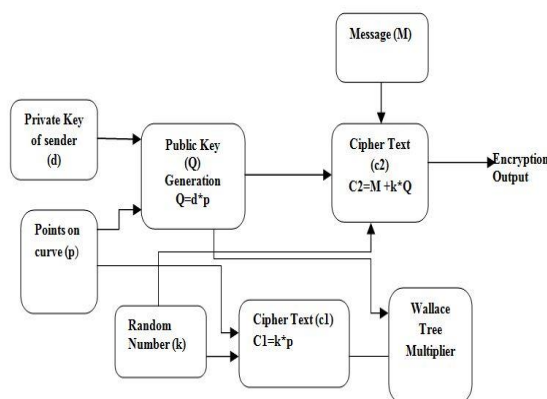 Message (M)
Private Key
of sender
(d)
Public Key
(Q)
Generation
Q=d*p
Cipher Text
(c2)
C2=M +k*Q
Encryption
Output
Points on
curve (p)
Random
Number (k)
Cipher Text (c1)
C1=k*p
Wallace
Tree
Multiplier